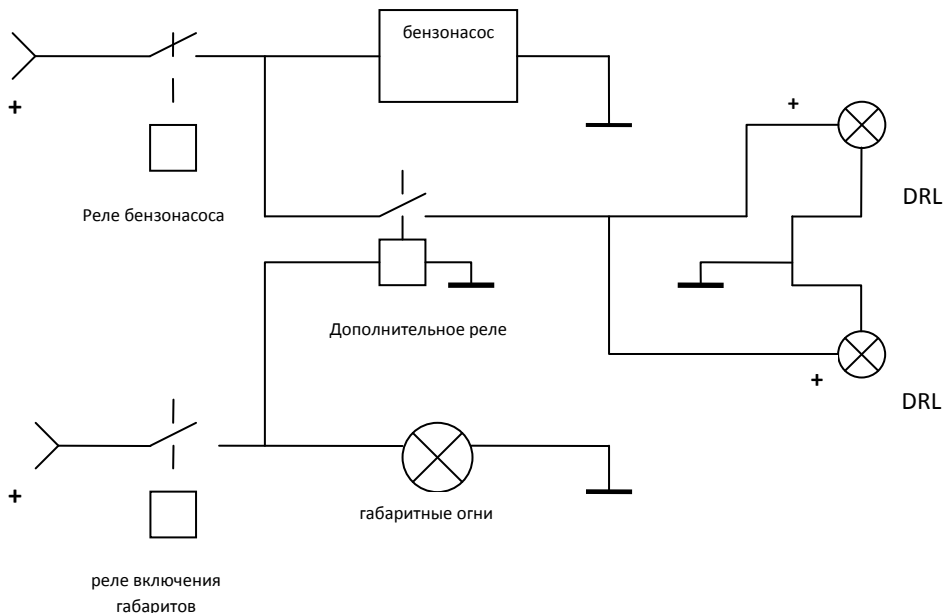 бензонасос
+
+
Реле бензонасоса
DRL
Дополнительное реле
+
DRL
+
габаритные огни
реле включения
габаритов